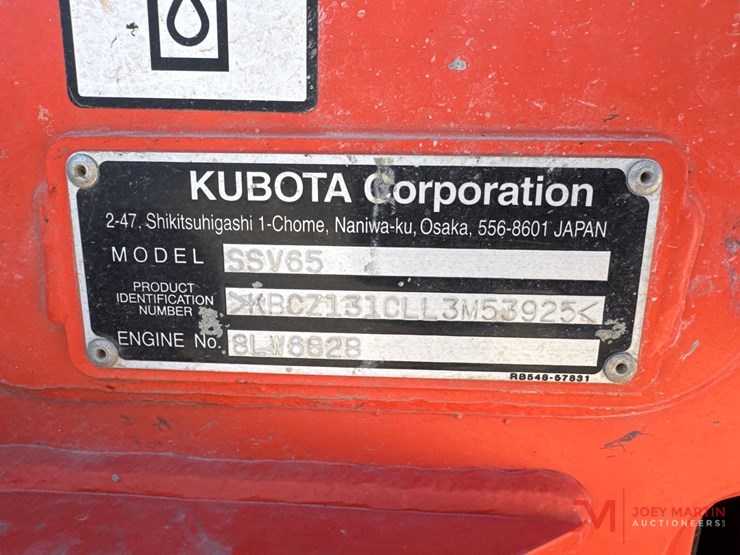 KUBOTA Corporation
2-47, Shikitsuhigashi 1-Chome, Naniwa-ku, Osaka, 556-8601 JAPAN
MODEL SSV65
PRODUCT IDENTIFICATION NUMBER >KBCZ131CLL3M53925<
ENGINE No. 8LW6628
RB548-57831
JOEY MARTIN
AUCTIONEERS